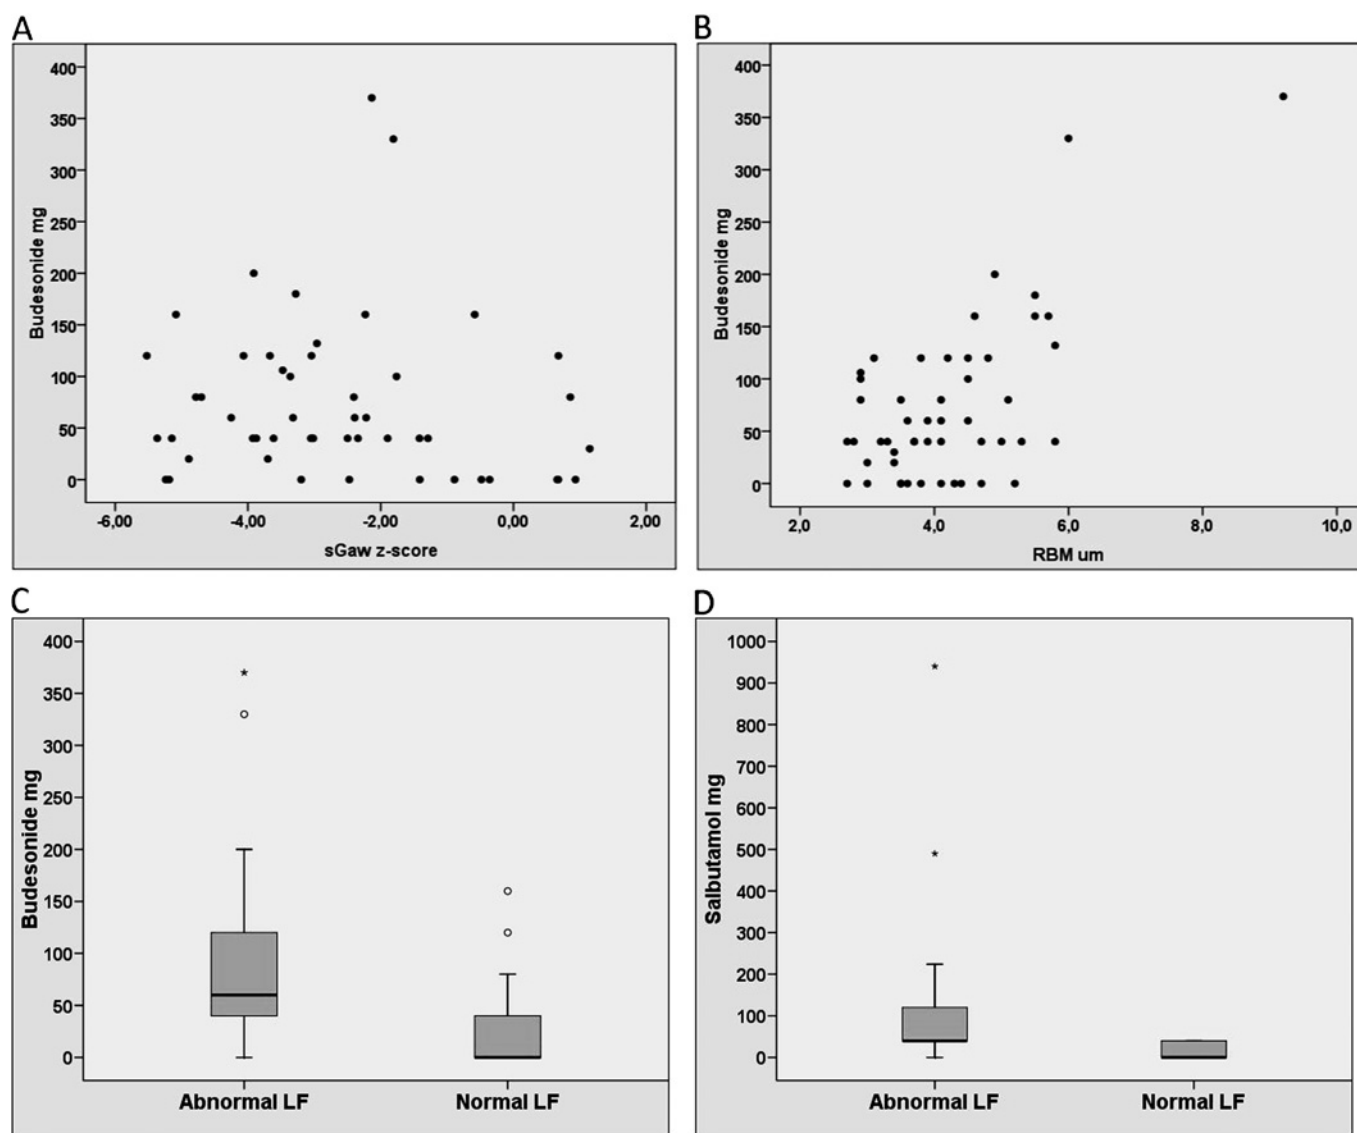 A
400
350
300
250
200
150
100
50
0
Budesonide mg
-6,00 -4,00 -2,00 0,00 2,00
sGaw z-score
B
400
350
300
250
200
150
100
50
0
Budesonide mg
2,0 4,0 6,0 8,0 10,0
RBM um
C
400
350
300
250
200
150
100
50
0
Budesonide mg
Abnormal LF Normal LF
D
1000
900
800
700
600
500
400
300
200
100
0
Salbutamol mg
Abnormal LF Normal LF